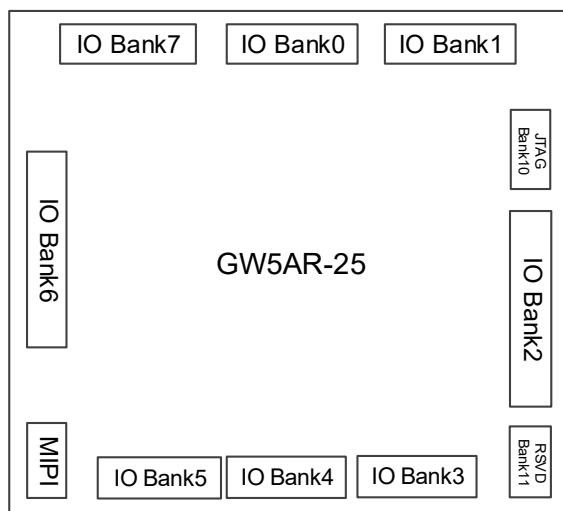 IO Bank7
IO Bank0
IO Bank1
JTAG
Bank10
IO Bank6
GW5AR-25
IO Bank2
MIPI
IO Bank5
IO Bank4
IO Bank3
RSVD
Bank11